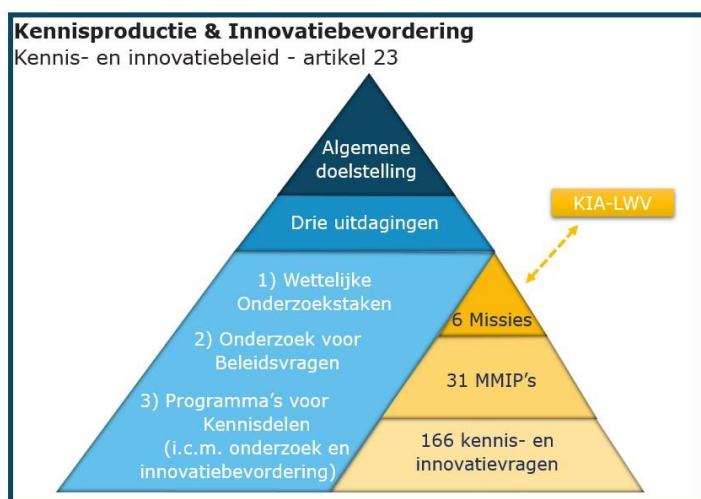 Kennisproductie & Innovatiebevordering
Kennis- en innovatiebeleid - artikel 23
Algemene
doelstelling
Drie uitdagingen
KIA-LWV
1) Wettelijke
Onderzoekstaken
2) Onderzoek voor
Beleidsvragen
3) Programma's voor
Kennisdelen
(i.c.m. onderzoek en
innovatiebevordering)
6 Missies
31 MMIP's
166 kennis- en
innovatievragen